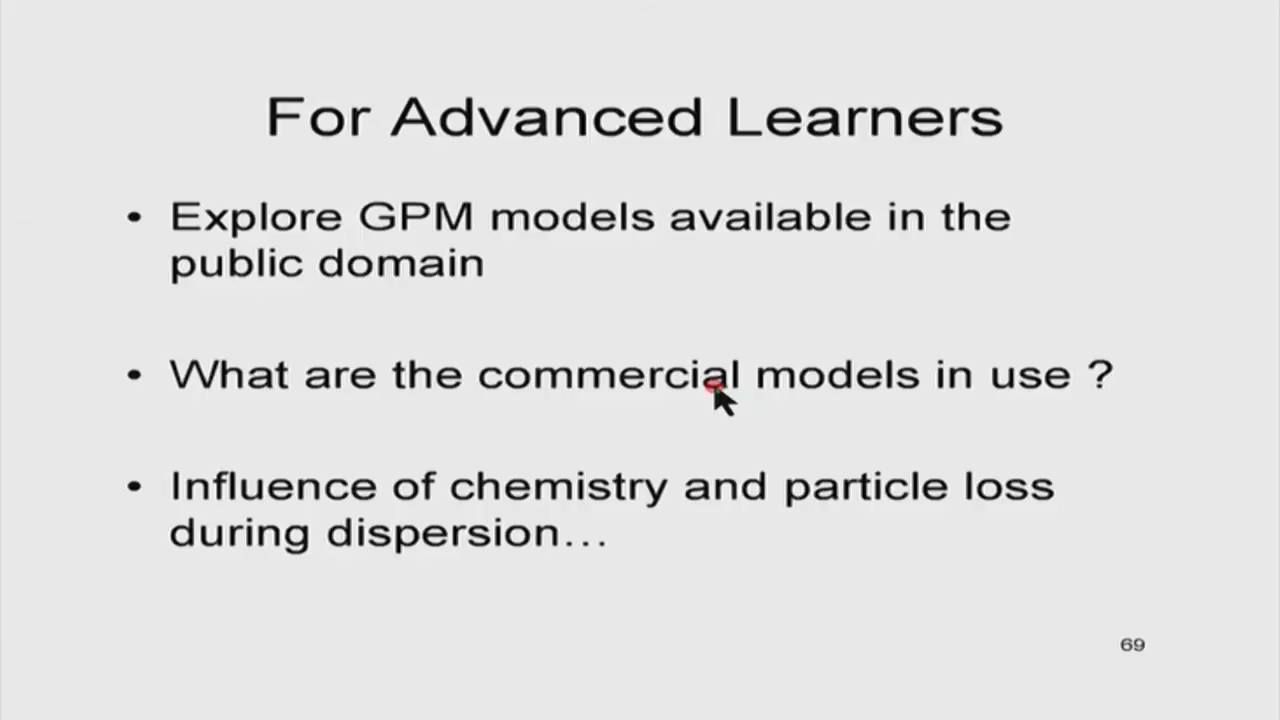 For Advanced Learners
• Explore GPM models available in the
public domain
• What are the commercial models in use ?
• Influence of chemistry and particle loss
during dispersion…
69